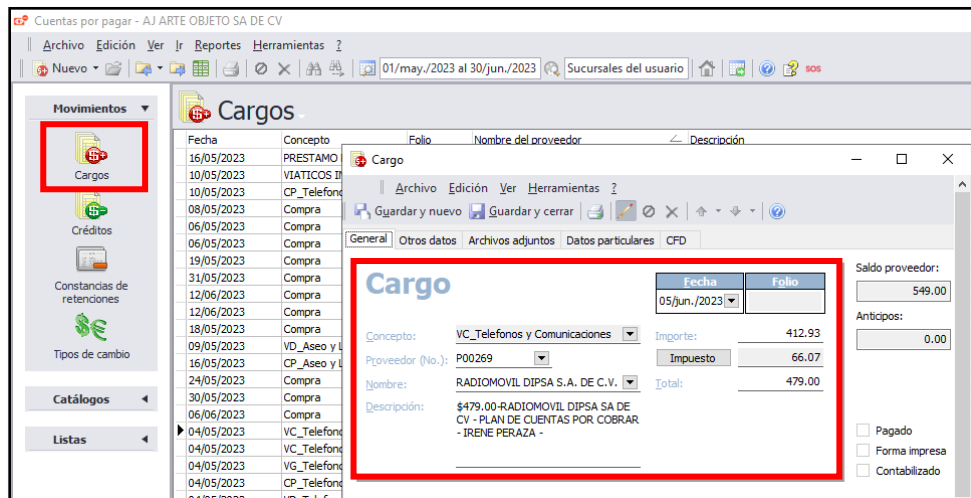 Cuentas por pagar - AJ ARTE OBJETO SA DE CV
Archivo Edición Ver Ir Reportes Herramientas ?
Nuevo 01/may./2023 al 30/jun./2023 Sucursales del usuario SOS
Movimientos
Cargos
Créditos
Constancias de
retenciones
Tipos de cambio
Catálogos
Listas
Cargos
Fecha Concepto Folio Nombre del proveedor Descripción
16/05/2023 PRESTAMO
10/05/2023 VIATICOS
10/05/2023 CP_Telefono
08/05/2023 Compra
06/05/2023 Compra
06/05/2023 Compra
19/05/2023 Compra
31/05/2023 Compra
12/06/2023 Compra
12/06/2023 Compra
18/05/2023 Compra
09/05/2023 VD_Aseo y
16/05/2023 CP_Aseo y
24/05/2023 Compra
30/05/2023 Compra
06/06/2023 Compra
04/05/2023 VC_Telefono
04/05/2023 VC_Telefono
04/05/2023 VG_Telefono
04/05/2023 CP_Telefono
Cargo
Archivo Edición Ver Herramientas ?
Guardar y nuevo Guardar y cerrar
General Otros datos Archivos adjuntos Datos particulares CFD
Cargo
Fecha Folio
05/jun./2023
Concepto: VC_Telefonos y Comunicaciones
Proveedor (No.): P00269
Nombre: RADIOMOVIL DIPSA S.A. DE C.V.
Descripción: $479.00-RADIOMOVIL DIPSA SA DE
CV - PLAN DE CUENTAS POR COBRAR
- IRENE PERAZA -
Importe: 412.93
Impuesto 66.07
Total: 479.00
Saldo proveedor:
549.00
Anticipos:
0.00
Pagado
Forma impresa
Contabilizado